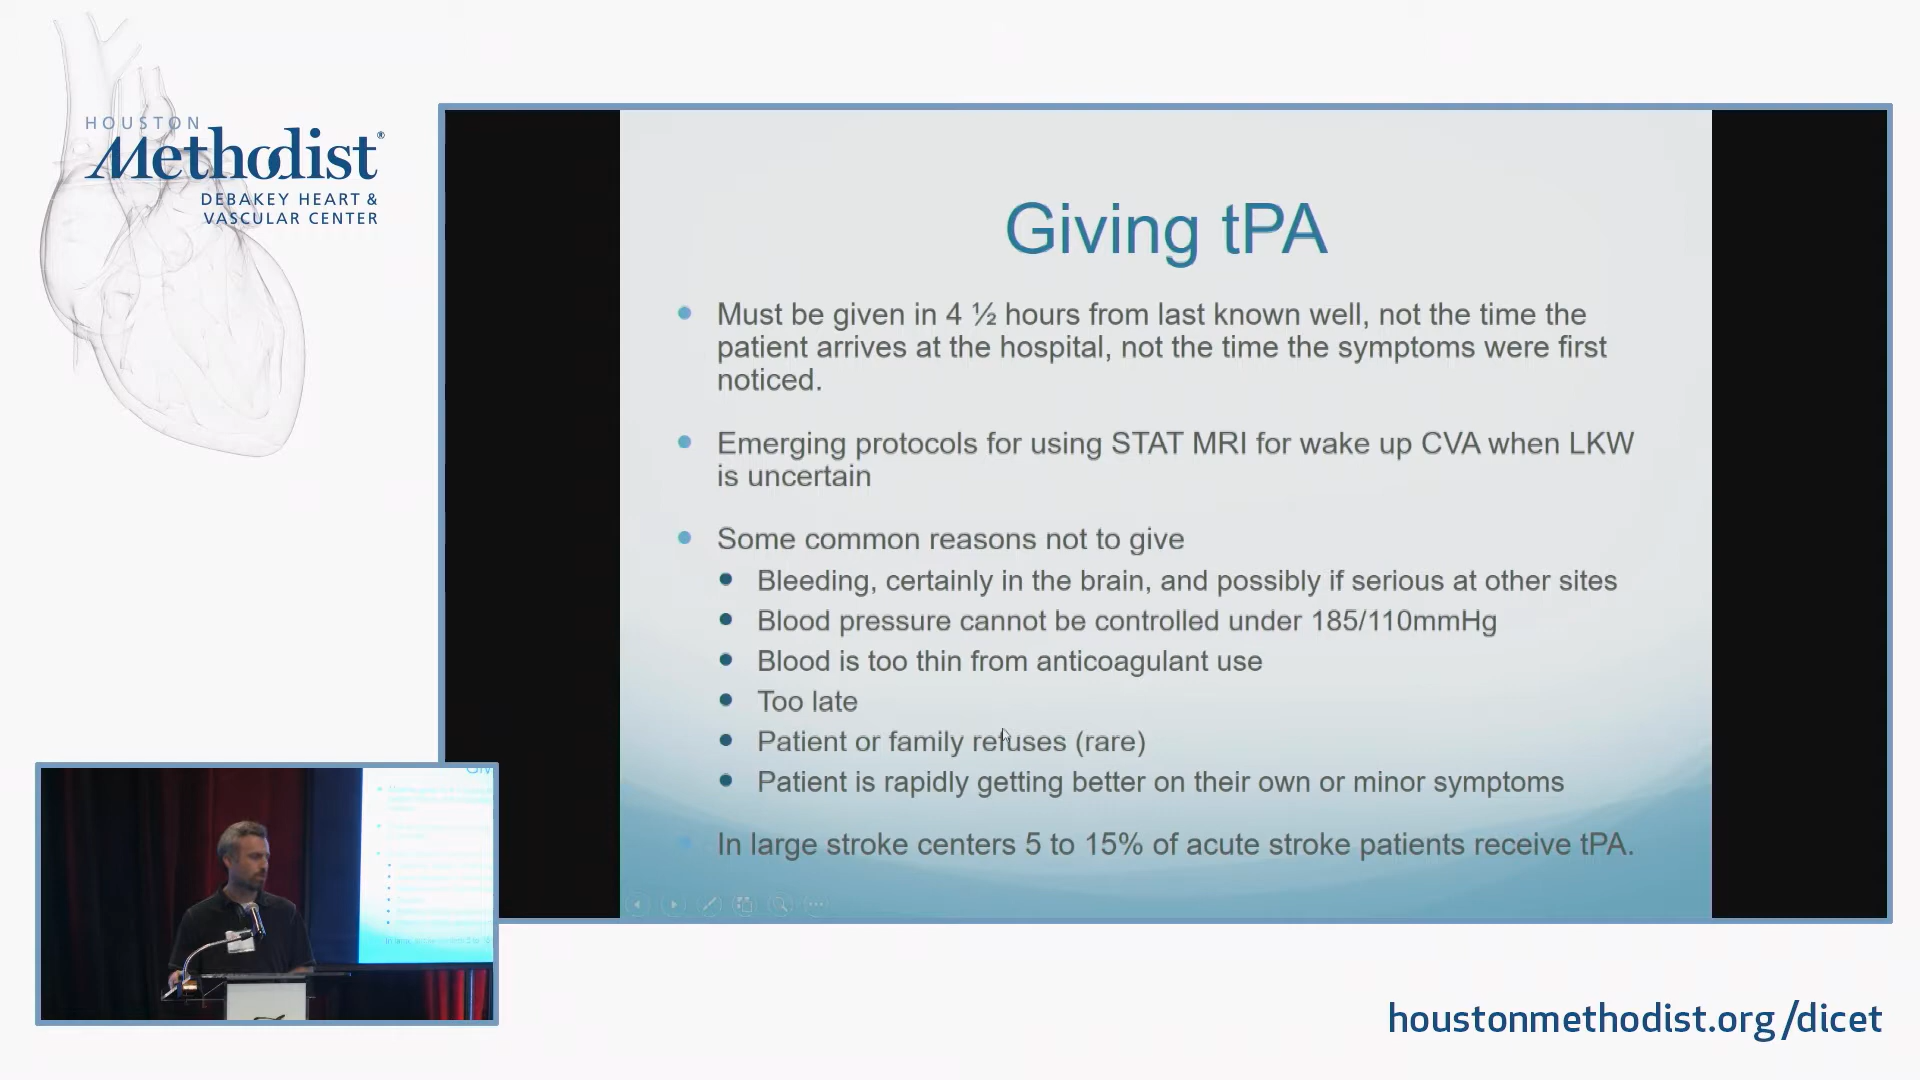 HOUSTON
Methodist®
DEBAKEY HEART &
VASCULAR CENTER
Giving tPA
Must be given in 4 ½ hours from last known well, not the time the
patient arrives at the hospital, not the time the symptoms were first
noticed.
Emerging protocols for using STAT MRI for wake up CVA when LKW
is uncertain
Some common reasons not to give
Bleeding, certainly in the brain, and possibly if serious at other sites
Blood pressure cannot be controlled under 185/110mmHg
Blood is too thin from anticoagulant use
Too late
Patient or family refuses (rare)
Patient is rapidly getting better on their own or minor symptoms
In large stroke centers 5 to 15% of acute stroke patients receive tPA.
houstonmethodist.org/dicet